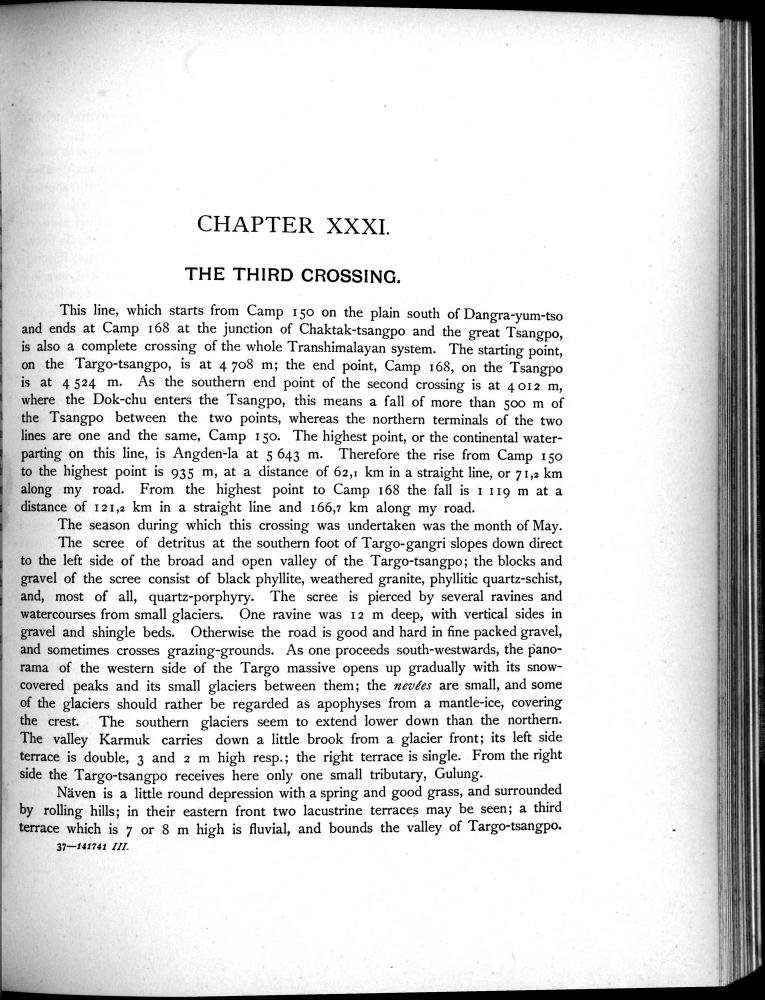 CHAPTER XXXI.
THE THIRD CROSSING.
This line, which starts from Camp 150 on the plain south of Dangra-yum-tso
and ends at Camp 168 at the junction of Chaktak-tsangpo and the great Tsangpo,
is also a complete crossing of the whole Transhimalayan system. The starting point,
on the Targo-tsangpo, is at 4 708 m; the end point, Camp 168, on the Tsangpo
is at 4 524 m. As the southern end point of the second crossing is at 4 012 m,
where the Dok-chu enters the Tsangpo, this means a fall of more than 500 m of
the Tsangpo between the two points, whereas the northern terminals of the two
lines are one and the same, Camp 150. The highest point, or the continental water-
parting on this line, is Angden-la at 5 643 m. Therefore the rise from Camp 150
to the highest point is 935 m, at a distance of 62,1 km in a straight line, or 71,2 km
along my road. From the highest point to Camp 168 the fall is 1 119 m at a
distance of 121,2 km in a straight line and 166,7 km along my road.
The season during which this crossing was undertaken was the month of May.
The scree of detritus at the southern foot of Targo-gangri slopes down direct
to the left side of the broad and open valley of the Targo-tsangpo; the blocks and
gravel of the scree consist of black phyllite, weathered granite, phyllitic quartz-schist,
and, most of all, quartz-porphyry. The scree is pierced by several ravines and
watercourses from small glaciers. One ravine was 12 m deep, with vertical sides in
gravel and shingle beds. Otherwise the road is good and hard in fine packed gravel,
and sometimes crosses grazing-grounds. As one proceeds south-westwards, the pano-
rama of the western side of the Targo massive opens up gradually with its snow-
covered peaks and its small glaciers between them; the nevées are small, and some
of the glaciers should rather be regarded as apophyses from a mantle-ice, covering
the crest. The southern glaciers seem to extend lower down than the northern.
The valley Karmuk carries down a little brook from a glacier front; its left side
terrace is double, 3 and 2 m high resp.; the right terrace is single. From the right
side the Targo-tsangpo receives here only one small tributary, Gulung.
Näven is a little round depression with a spring and good grass, and surrounded
by rolling hills; in their eastern front two lacustrine terraces may be seen; a third
terrace which is 7 or 8 m high is fluvial, and bounds the valley of Targo-tsangpo.
37—141741 III.